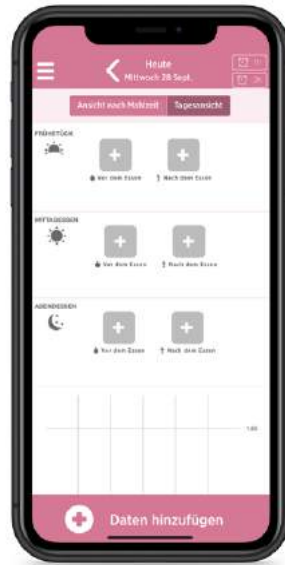 Heute
Mittwoch 28 Sept.
Ansicht nach Mahlzeit Tagesansicht
FRÜHSTÜCK
Vor dem Essen Nach dem Essen
MITTAGESSEN
Vor dem Essen Nach dem Essen
ABENDESSEN
Vor dem Essen Nach dem Essen
Daten hinzufügen